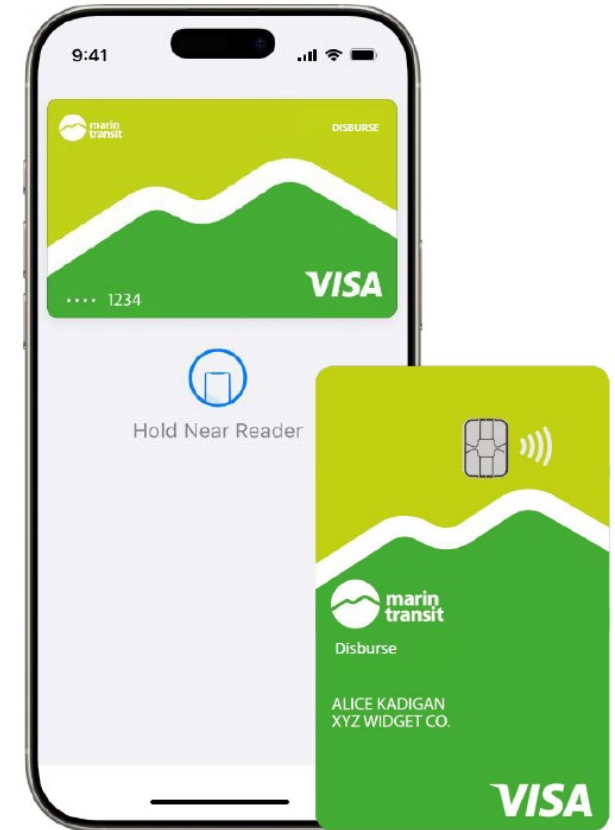 9:41
marin
transit
DISBURSE
VISA
.... 1234
Hold Near Reader
marin
transit
Disburse
ALICE KADIGAN
XYZ WIDGET CO.
VISA